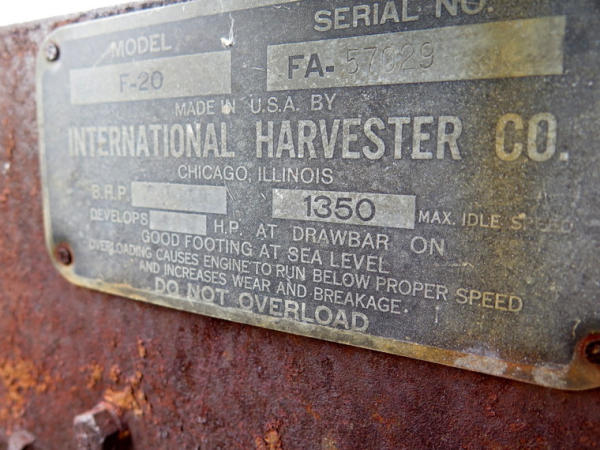 MODEL
SERIAL NO.
F-20
FA- 57029
MADE IN U.S.A. BY
INTERNATIONAL HARVESTER CO.
CHICAGO, ILLINOIS
B.H.P.
1350 MAX. IDLE SPEED
DEVELOPS H.P. AT DRAWBAR ON
GOOD FOOTING AT SEA LEVEL
OVERLOADING CAUSES ENGINE TO RUN BELOW PROPER SPEED
AND INCREASES WEAR AND BREAKAGE.
DO NOT OVERLOAD